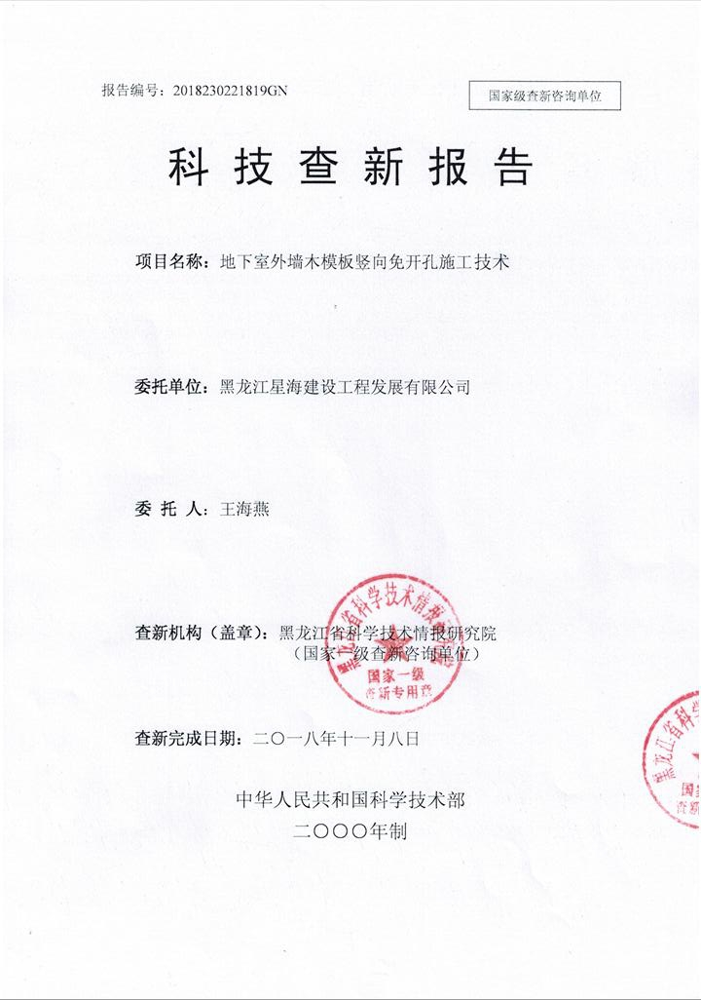 报告编号：2018230221819GN
国家级查新咨询单位
科技查新报告
项目名称：地下室外墙木模板竖向免开孔施工技术
委托单位：黑龙江星海建设工程发展有限公司
委 托 人：王海燕
查新机构（盖章）：黑龙江省科学技术情报研究院
（国家一级查新咨询单位）
黑龙江省科学技术情报研究院
国家一级
查新专用章
查新完成日期：二〇一八年十一月八日
黑龙江省科学
国家
查新
中华人民共和国科学技术部
二〇〇〇年制